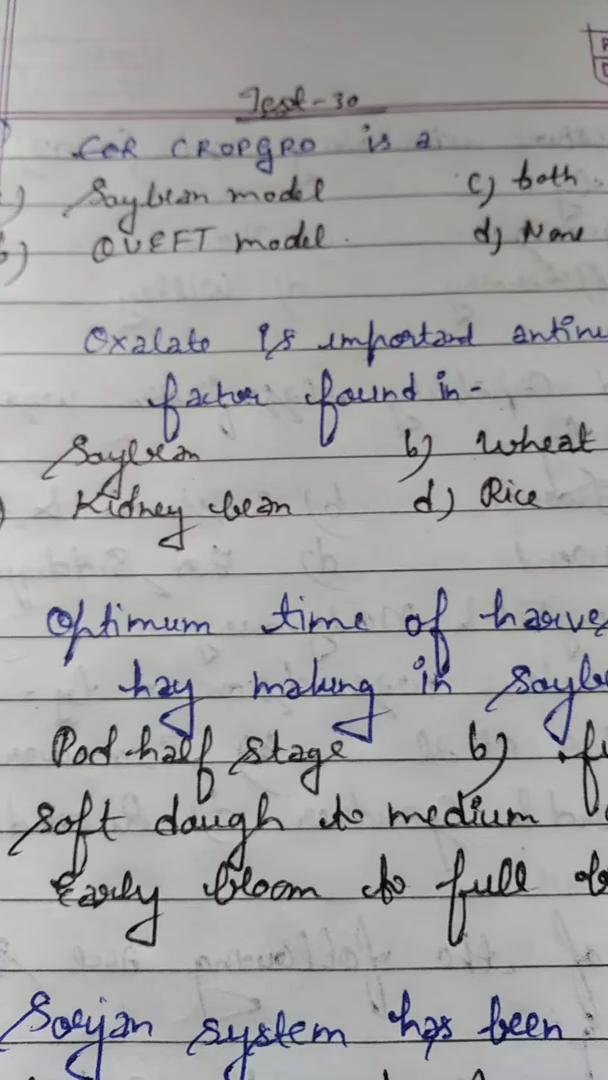 Test-30
CROPGRO is a
Soybean model c) both
b) QUEFT model. d) None
Oxalate is important antinu
factor found in-
Soybean b) Wheat
Kidney bean d) Rice
Optimum time of harve
hay making in Soybe
Pod half stage b) fu
Soft dough to medium
Early bloom to full
Sorjan system has been